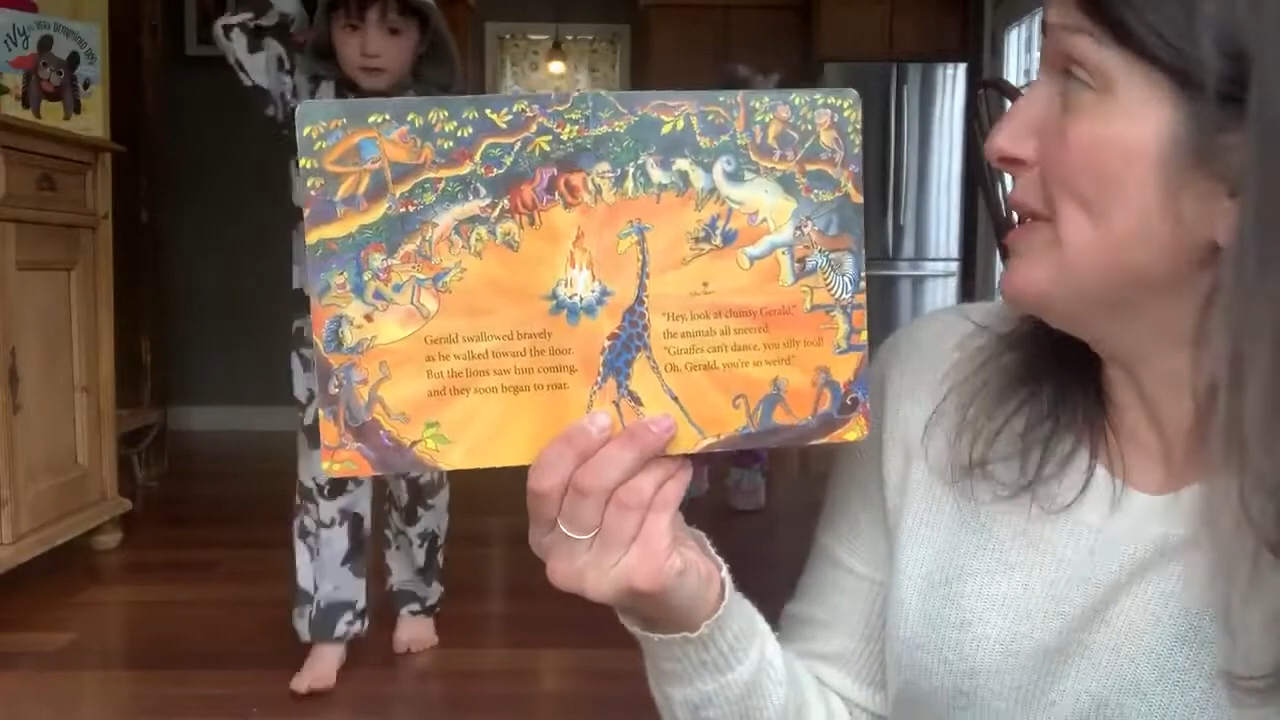 IVY
Gerald swallowed bravely
as he walked toward the floor.
But the lions saw him coming,
and they soon began to roar.
"Hey, look at clumsy Gerald,"
the animals all sneered.
"Giraffes can't dance, you silly fool!
Oh, Gerald, you're so weird."